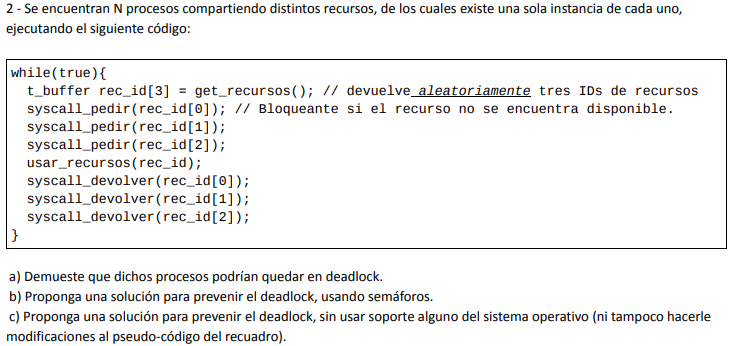 2 - Se encuentran N procesos compartiendo distintos recursos, de los cuales existe una sola instancia de cada uno,
ejecutando el siguiente código:
while(true){
t_buffer rec_id[3] = get_recursos(); // devuelve aleatoriamente tres IDs de recursos
syscall_pedir(rec_id[0]); // Bloqueante si el recurso no se encuentra disponible.
syscall_pedir(rec_id[1]);
syscall_pedir(rec_id[2]);
usar_recursos(rec_id);
syscall_devolver(rec_id[0]);
syscall_devolver(rec_id[1]);
syscall_devolver(rec_id[2]);
}
a) Demueste que dichos procesos podrían quedar en deadlock.
b) Proponga una solución para prevenir el deadlock, usando semáforos.
c) Proponga una solución para prevenir el deadlock, sin usar soporte alguno del sistema operativo (ni tampoco hacerle
modificaciones al pseudo-código del recuadro).